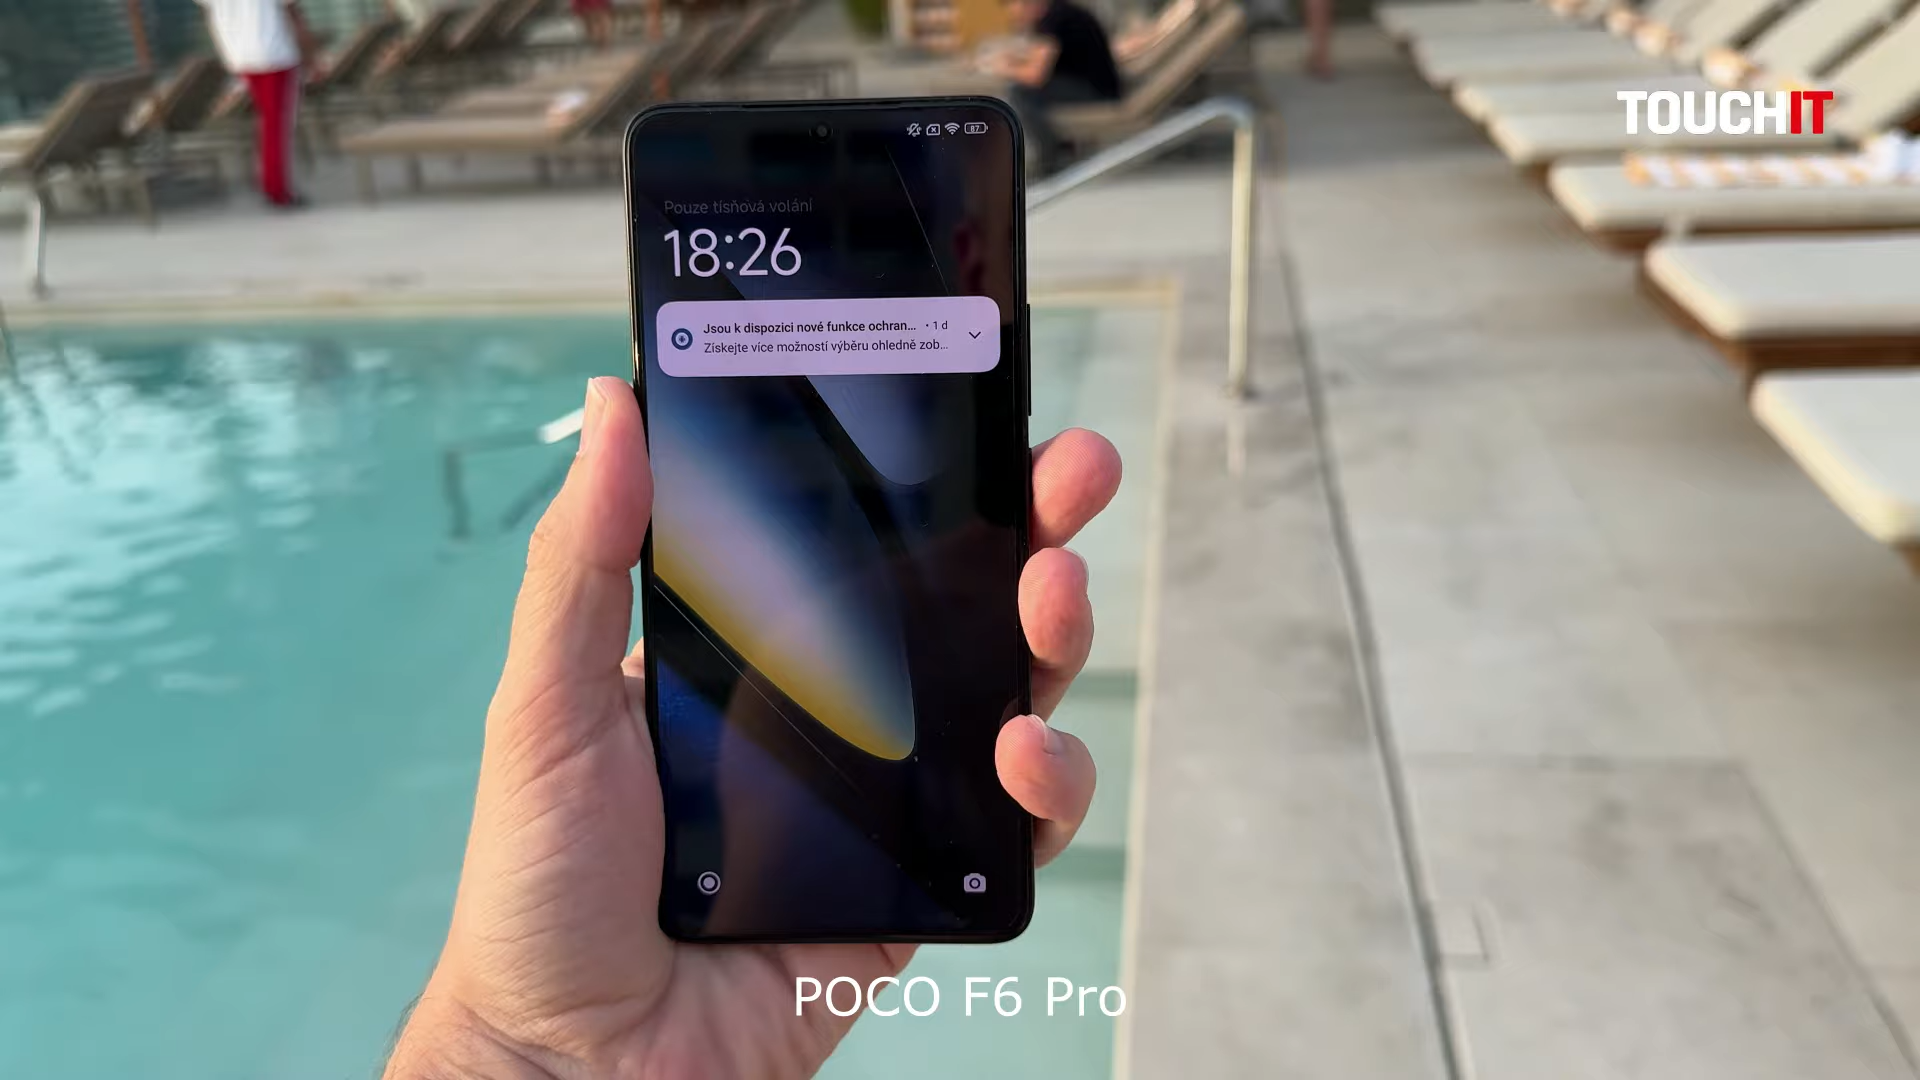 TOUCHIT
87
Pouze tísňová volání
18:26
Jsou k dispozici nové funkce ochran... • 1 d
Získejte více možností výběru ohledně zob...
POCO F6 Pro